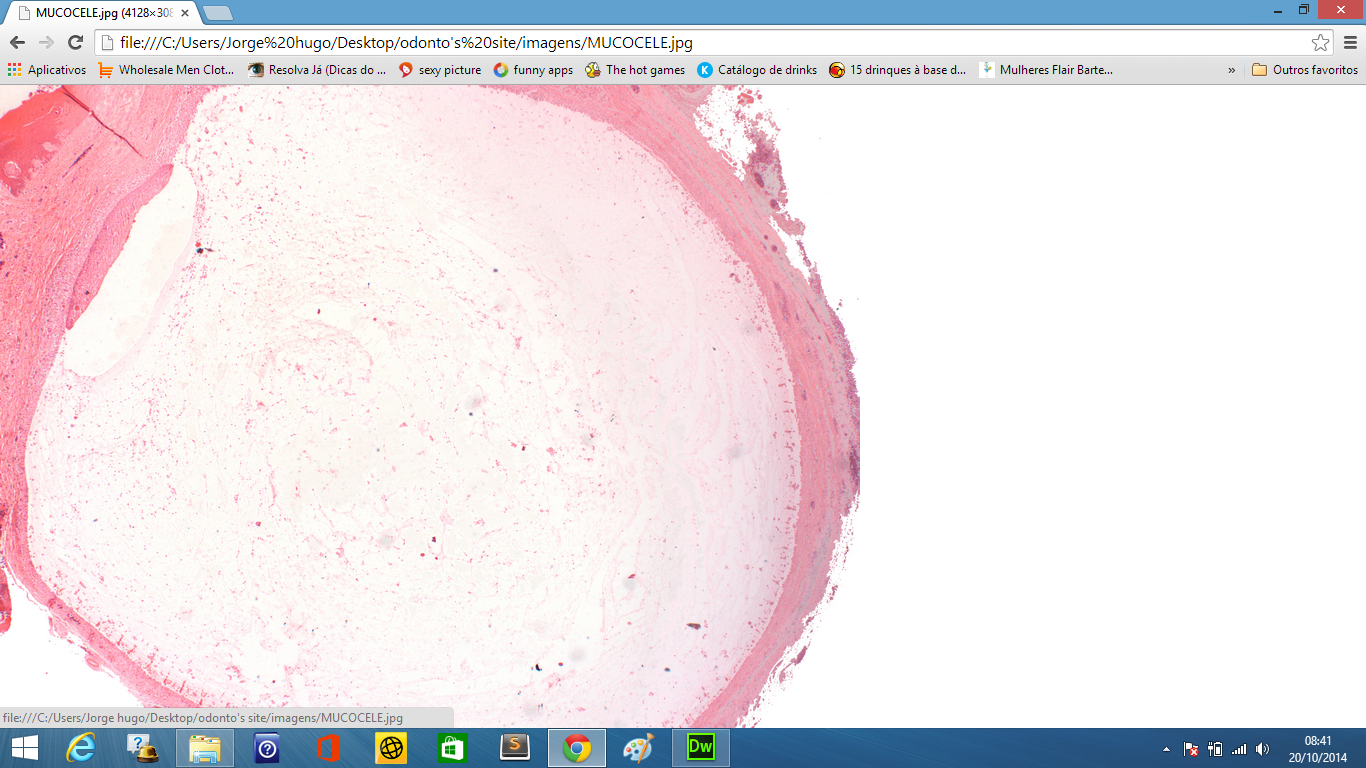 MUCOCELE.jpg (4128×308
file:///C:/Users/Jorge%20hugo/Desktop/odonto's%20site/imagens/MUCOCELE.jpg
Aplicativos Wholesale Men Clot... Resolva Já (Dicas do ... sexy picture funny apps The hot games K Catálogo de drinks 15 drinques à base d... Mulheres Flair Barte... » Outros favoritos
file:///C:/Users/Jorge hugo/Desktop/odonto's site/imagens/MUCOCELE.jpg
S Dw 08:41
20/10/2014